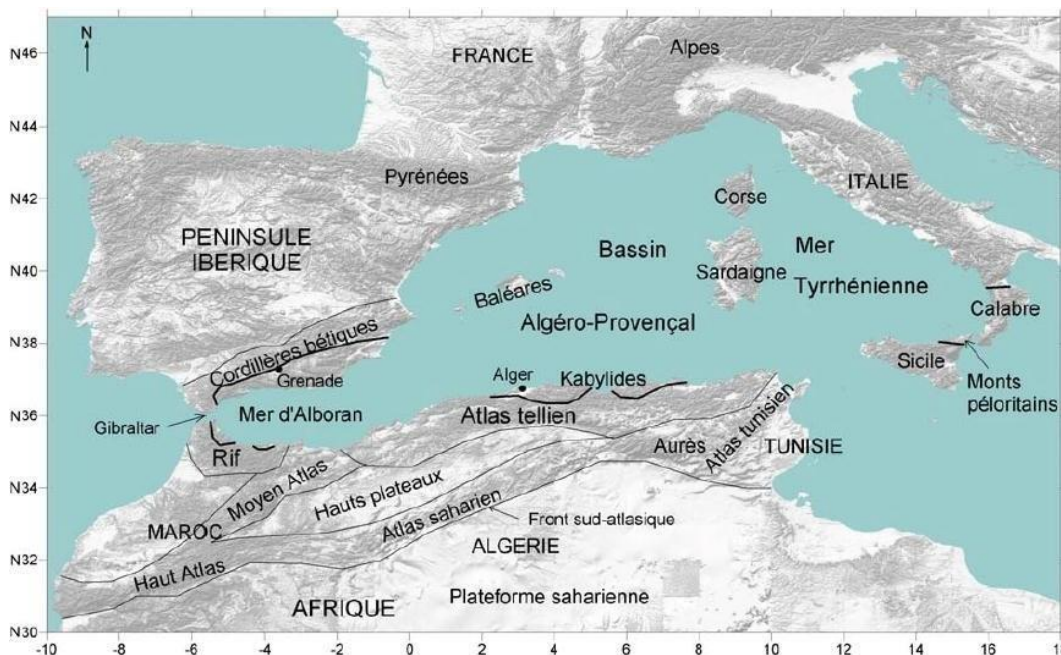 N46
N
FRANCE
Alpes
N44
Pyrénées
ITALIE
N42
Corse
PENINSULE
IBERIQUE
Bassin
Mer
N40
Sardaigne
Tyrrhénienne
Baléares
Calabre
Algéro-Provençal
N38
Cordillères bétiques
Sicile
Grenade
Alger
Kabylides
Monts
péloritains
N36
Gibraltar
Mer d'Alboran
Atlas tellien
Rif
Aurès
Atlas tunisien
TUNISIE
N34
Moyen Atlas
Hauts plateaux
MAROC
Atlas saharien
Front sud-atlasique
ALGERIE
N32
Haut Atlas
AFRIQUE
Plateforme saharienne
N30
-10 -8 -6 -4 -2 0 2 4 6 8 10 12 14 16